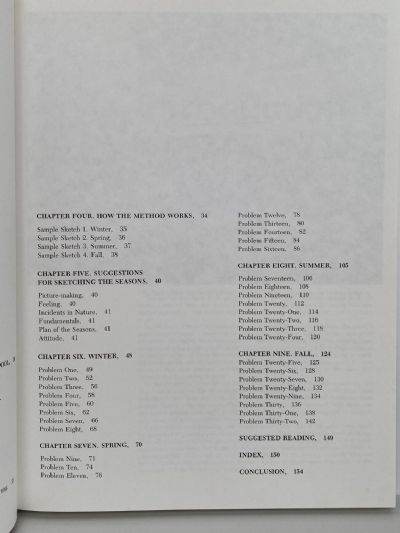 CHAPTER FOUR. HOW THE METHOD WORKS, 34
Sample Sketch 1. Winter, 35
Sample Sketch 2. Spring, 36
Sample Sketch 3. Summer, 37
Sample Sketch 4. Fall, 38
CHAPTER FIVE. SUGGESTIONS
FOR SKETCHING THE SEASONS, 40
Picture-making, 40
Feeling, 40
Incidents in Nature, 41
Fundamentals, 41
Plan of the Seasons, 41
Attitude, 41
CHAPTER SIX. WINTER, 48
Problem One, 49
Problem Two, 52
Problem Three, 56
Problem Four, 58
Problem Five, 60
Problem Six, 62
Problem Seven, 66
Problem Eight, 68
CHAPTER SEVEN. SPRING, 70
Problem Nine, 71
Problem Ten, 74
Problem Eleven, 76
Problem Twelve, 78
Problem Thirteen, 80
Problem Fourteen, 82
Problem Fifteen, 84
Problem Sixteen, 86
CHAPTER EIGHT. SUMMER, 105
Problem Seventeen, 106
Problem Eighteen, 108
Problem Nineteen, 110
Problem Twenty, 112
Problem Twenty-One, 114
Problem Twenty-Two, 116
Problem Twenty-Three, 118
Problem Twenty-Four, 120
CHAPTER NINE. FALL, 124
Problem Twenty-Five, 125
Problem Twenty-Six, 128
Problem Twenty-Seven, 130
Problem Twenty-Eight, 132
Problem Twenty-Nine, 134
Problem Thirty, 136
Problem Thirty-One, 138
Problem Thirty-Two, 142
SUGGESTED READING, 149
INDEX, 150
CONCLUSION, 154